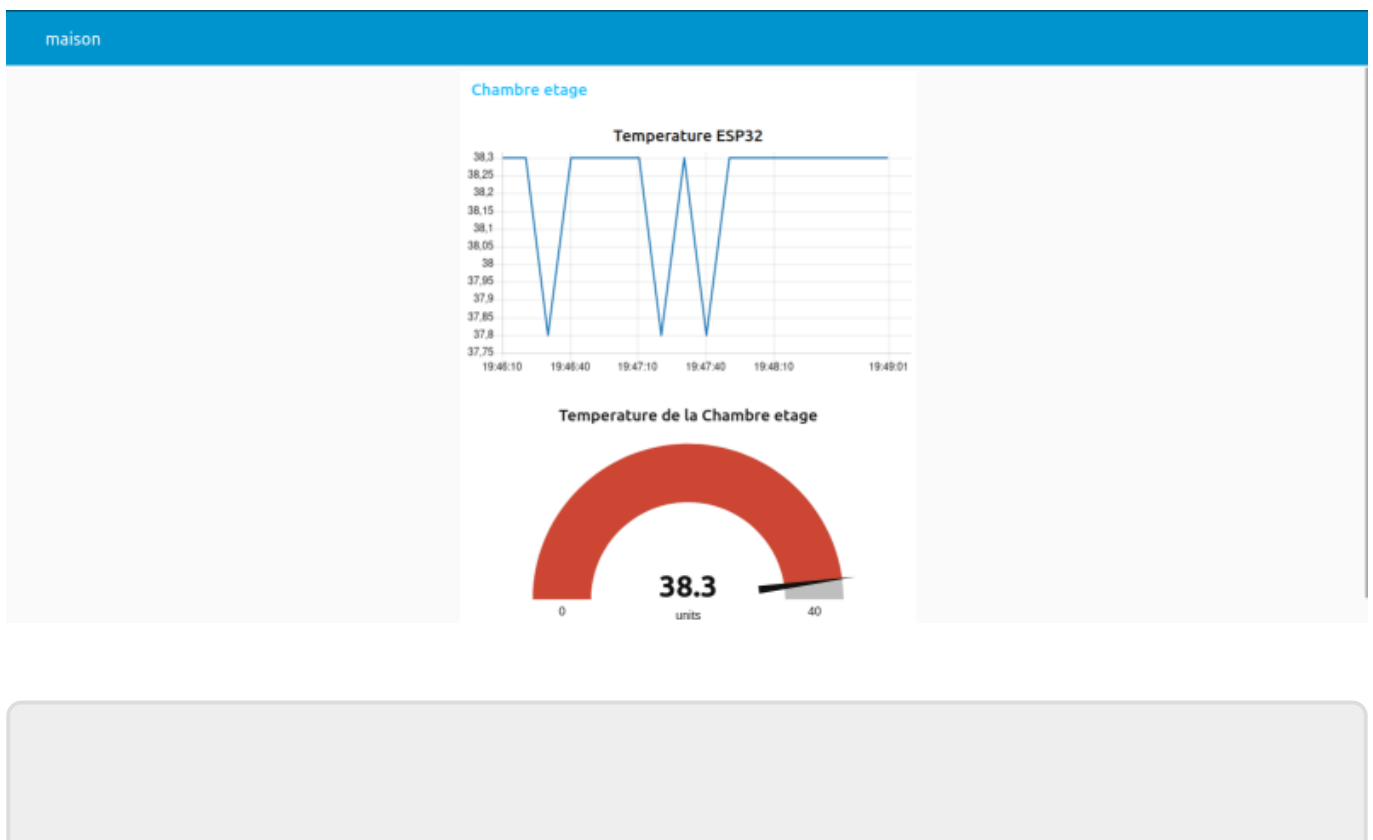 maison
Chambre etage
Temperature ESP32
38,3
38,25
38,2
38,15
38,1
38,05
38
37,95
37,9
37,85
37,8
37,75
19:46:10 19:46:40 19:47:10 19:47:40 19:48:10 19:49:01
Temperature de la Chambre etage
38.3
0 units 40